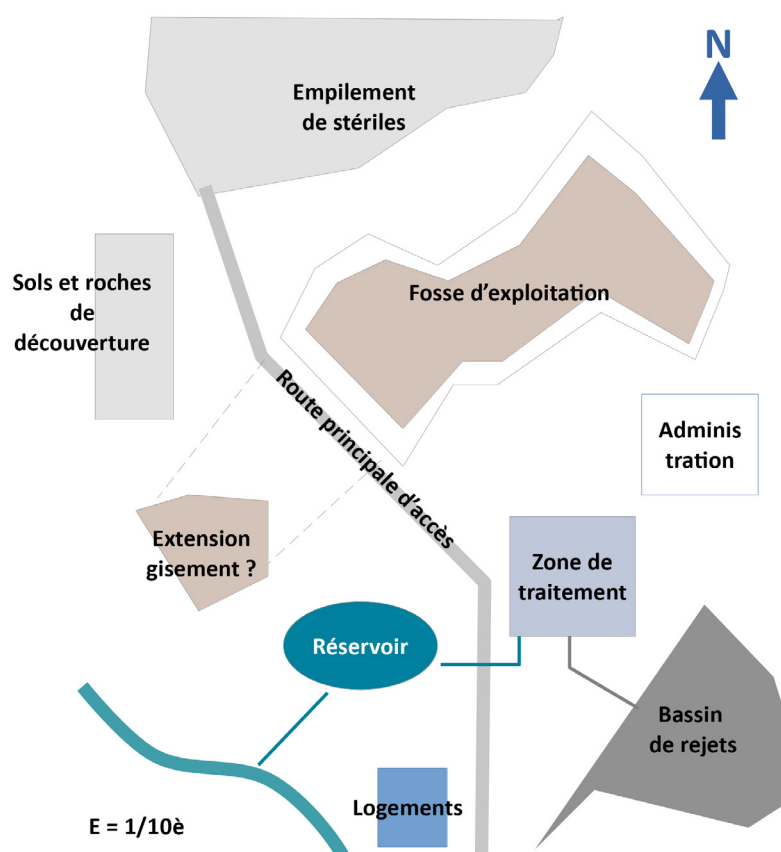 N
Empilement
de stériles
Sols et roches
de
découverture
Fosse d'exploitation
Route principale d'accès
Adminis
tration
Extension
gisement ?
Zone de
traitement
Réservoir
Bassin
de rejets
Logements
E = 1/10è